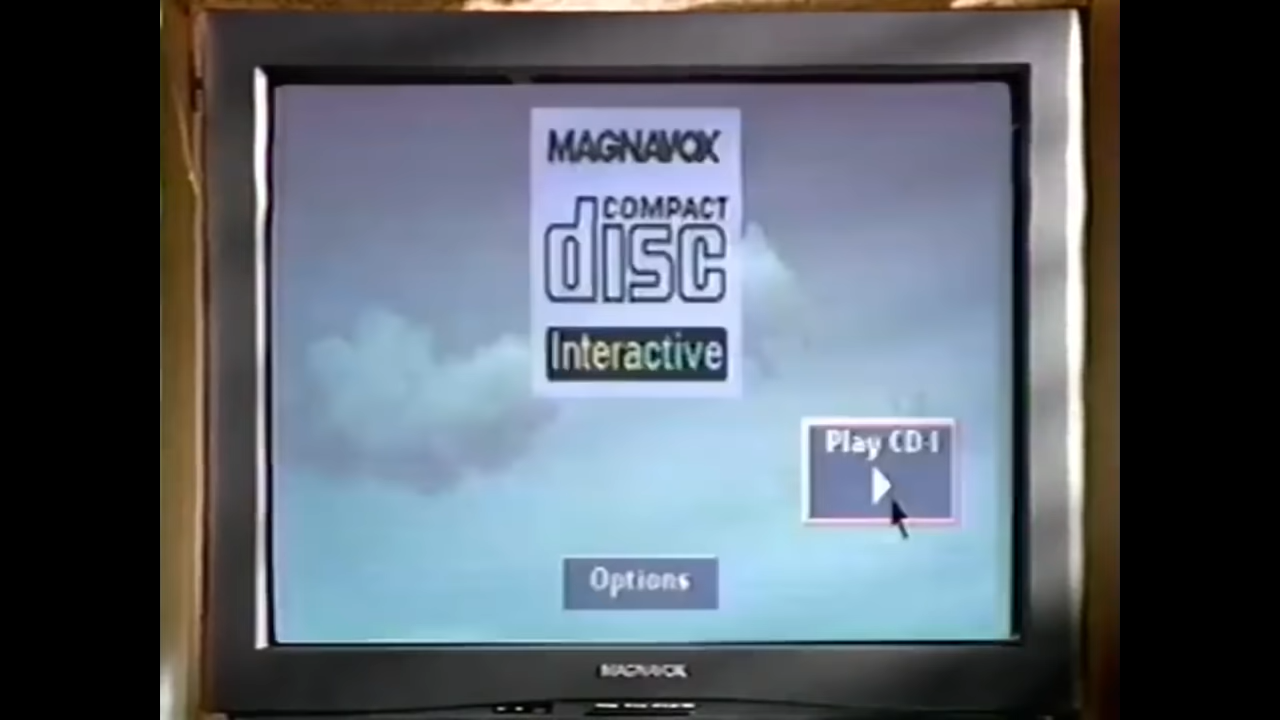 MAGNAVOX
COMPACT
disc
Interactive
Play CD-I
Options
MAGNAVOX